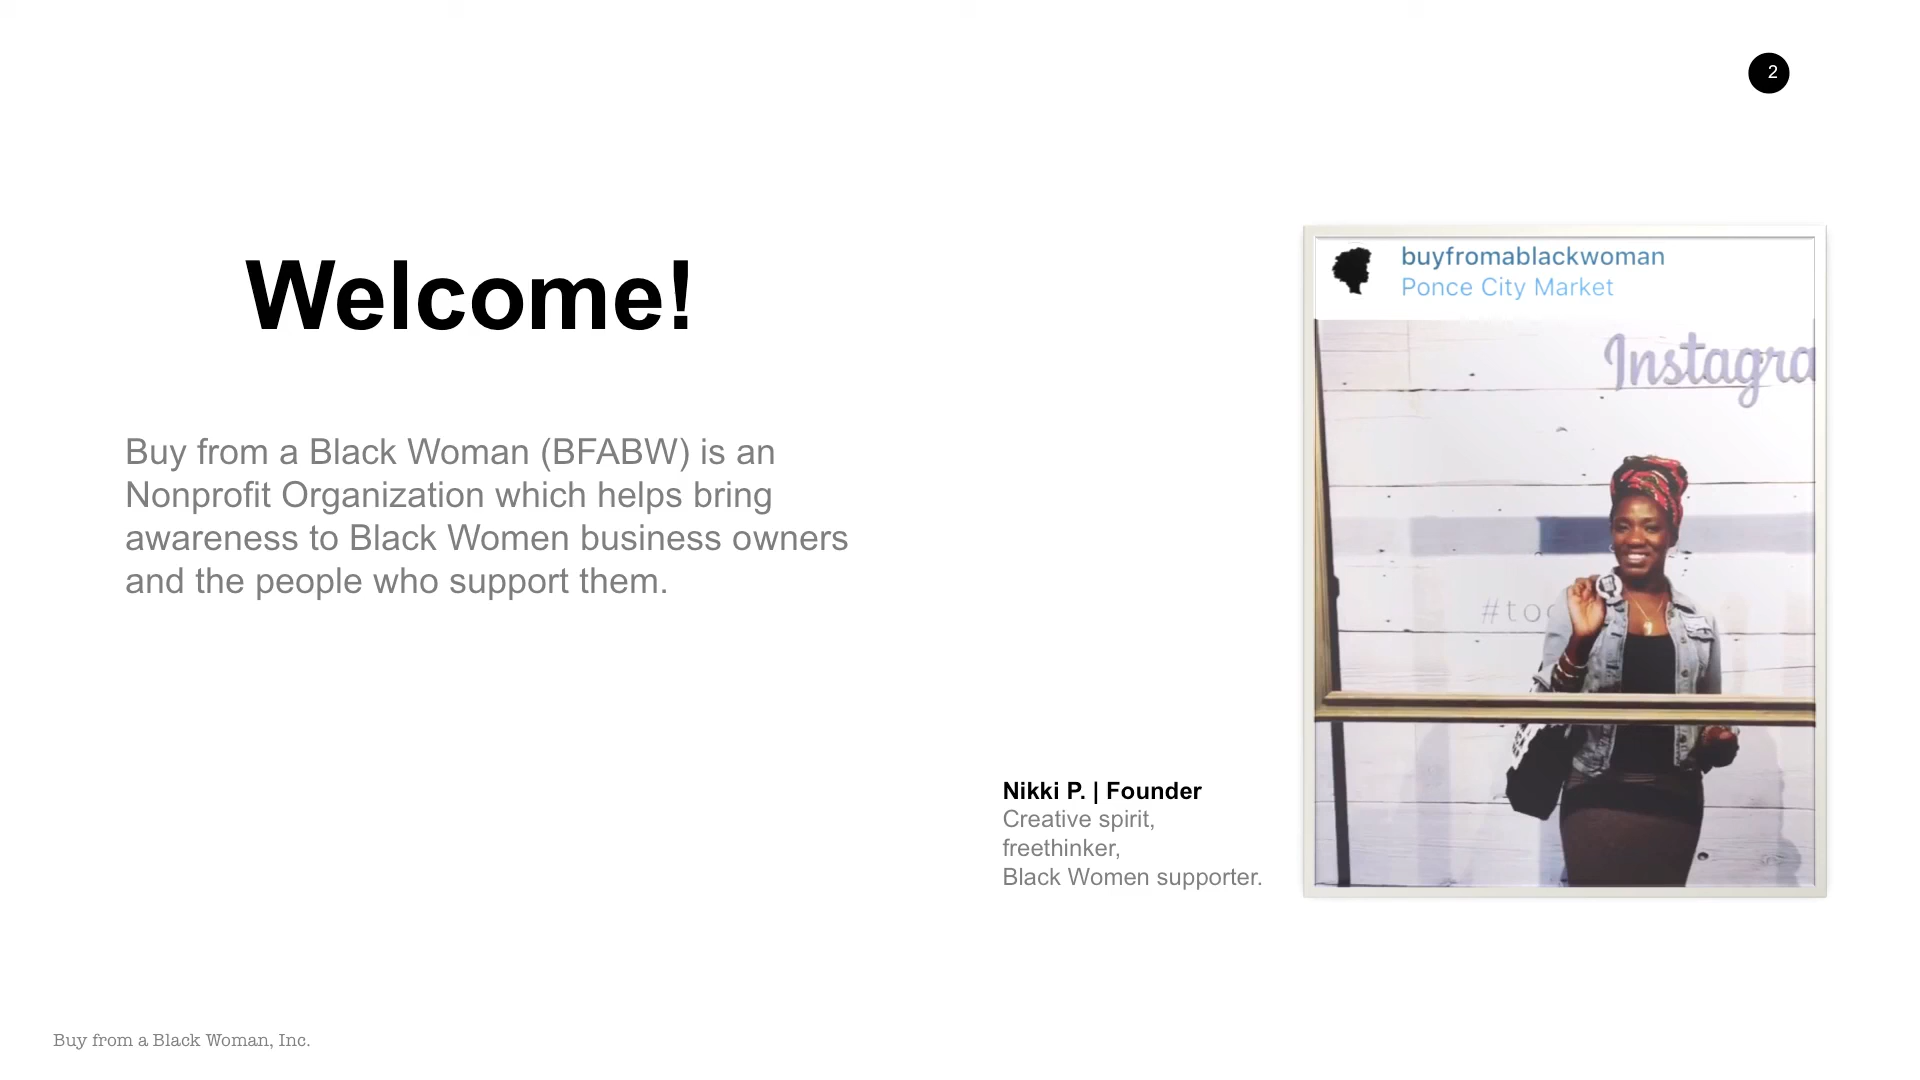 2
Welcome!
Buy from a Black Woman (BFABW) is an
Nonprofit Organization which helps bring
awareness to Black Women business owners
and the people who support them.
buyfromablackwoman
Ponce City Market
Instagra
#too
Nikki P. | Founder
Creative spirit,
freethinker,
Black Women supporter.
Buy from a Black Woman, Inc.